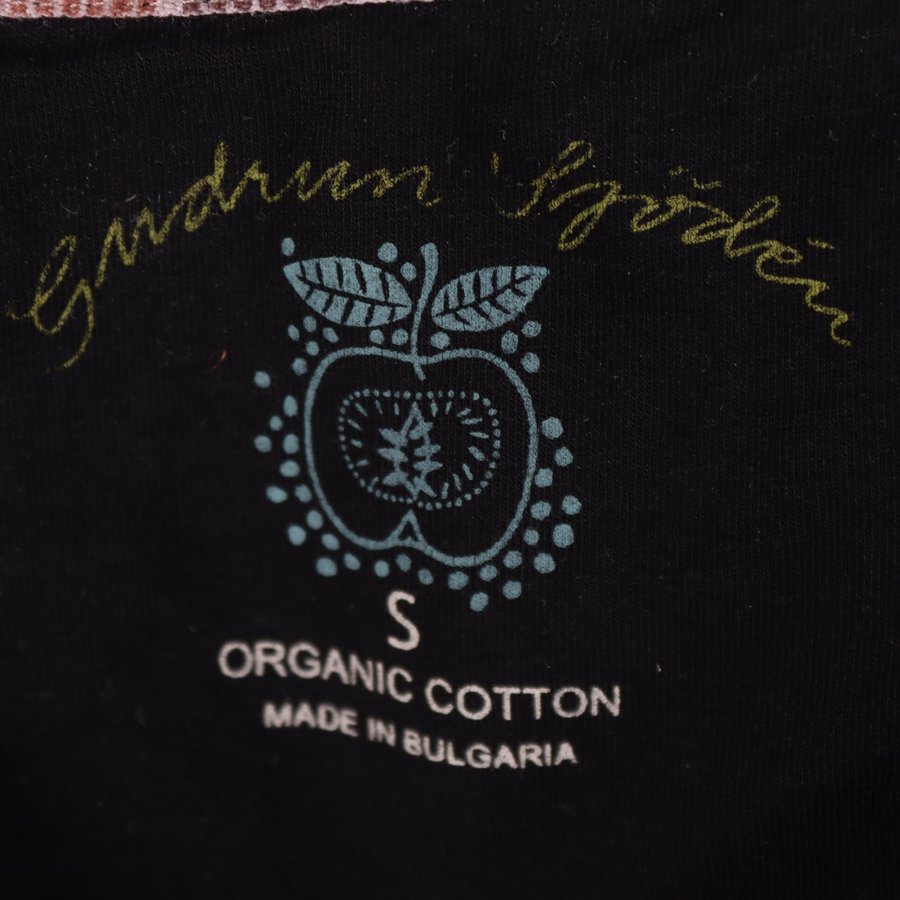 Gudrun Sjödén
S
ORGANIC COTTON
MADE IN BULGARIA